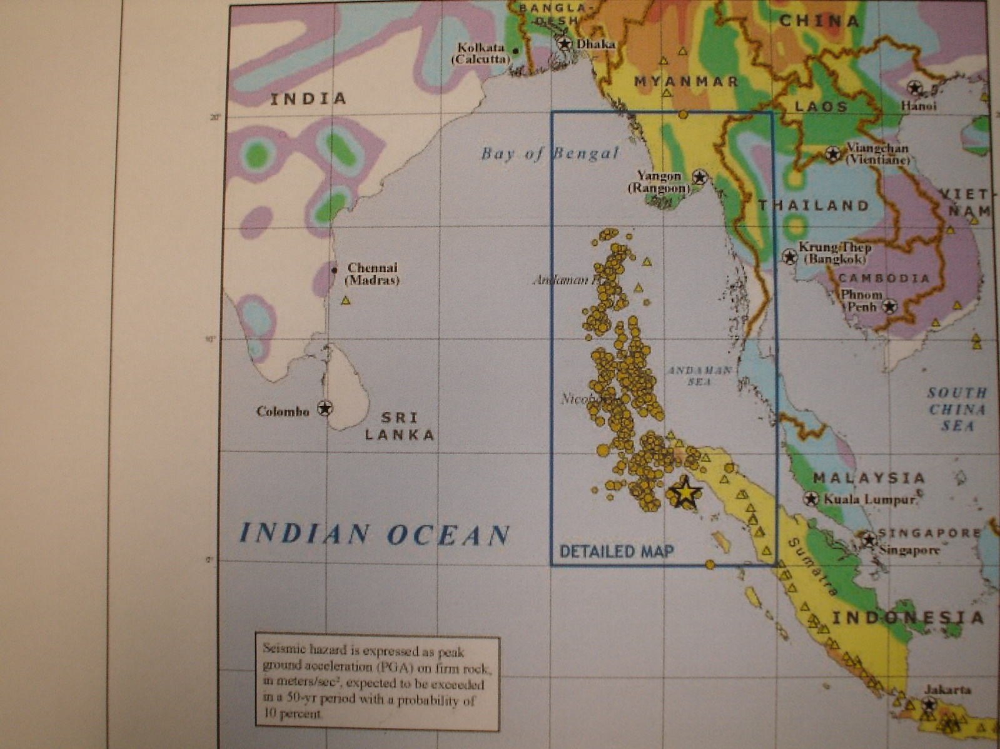 BANGLA-
DESH
CHINA
Kolkata
(Calcutta)
Dhaka
MYANMAR
INDIA
Hanoi
LAOS
20°
Bay of Bengal
Viangchan
(Vientiane)
Yangon
(Rangoon)
VIET-
NAM
THAILAND
Krung Thep
(Bangkok)
Chennai
(Madras)
Andaman
CAMBODIA
Phnom
Penh
10°
ANDAMAN
SEA
SOUTH
CHINA
SEA
Colombo
SRI
LANKA
MALAYSIA
Kuala Lumpur
INDIAN OCEAN
SINGAPORE
Singapore
DETAILED MAP
0°
Sumatra
INDONESIA
Seismic hazard is expressed as peak
ground acceleration (PGA) on firm rock,
in meters/sec², expected to be exceeded
in a 50-yr period with a probability of
10 percent
Jakarta